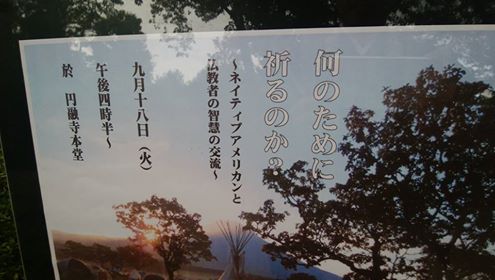 何のために
祈るのか?
～ネイティブアメリカンと
仏教者の智慧の交流～
九月十八日（火）
午後四時半～
於 円融寺本堂